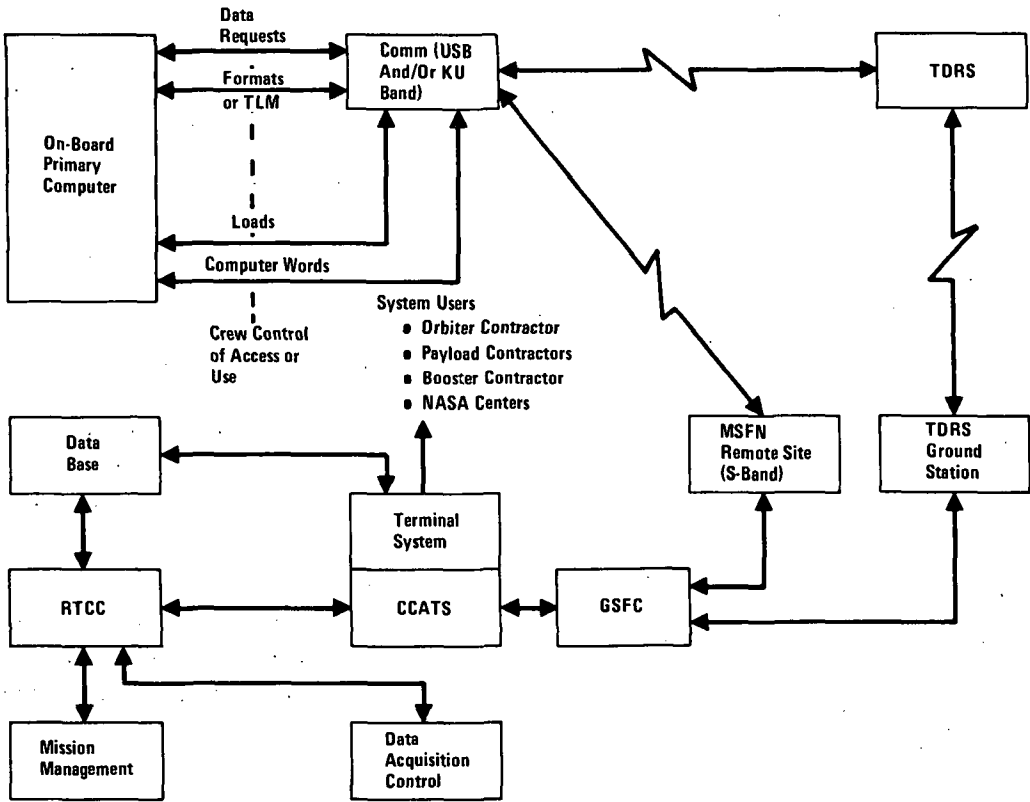 Data
Requests
Formats
or TLM
Loads
Computer Words
Crew Control
of Access or
Use
On-Board
Primary
Computer
Comm (USB
And/Or KU
Band)
TDRS
System Users
• Orbiter Contractor
• Payload Contractors
• Booster Contractor
• NASA Centers
Data
Base
Terminal
System
MSFN
Remote Site
(S-Band)
TDRS
Ground
Station
RTCC
CCATS
GSFC
Mission
Management
Data
Acquisition
Control